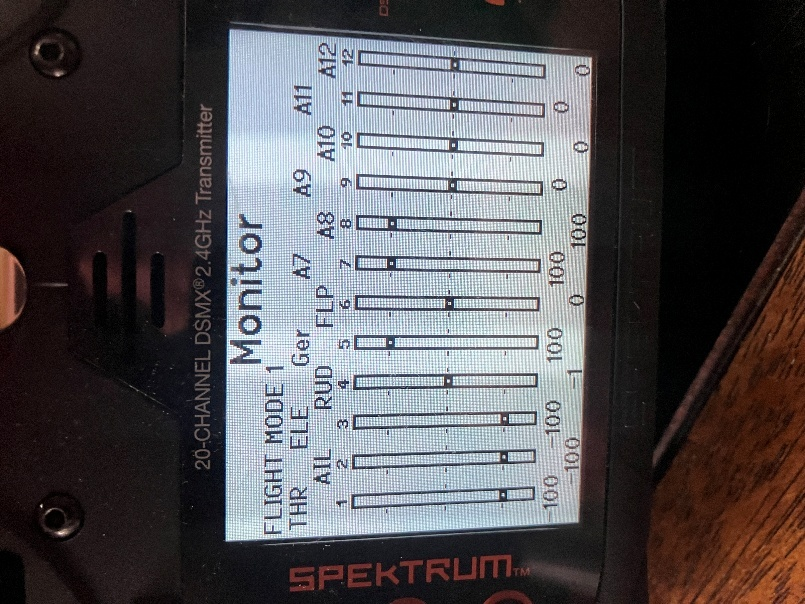 20-CHANNEL DSMX®2.4GHz Transmitter
Monitor
FLIGHT MODE 1
THR ELE Ger A7 A9 A11
AIL RUD FLP A8 A10 A12
1 2 3 4 5 6 7 8 9 10 11 12
-100 -100 100 100 0 0
-100 -1 0 100 0 0
SPEKTRUM™